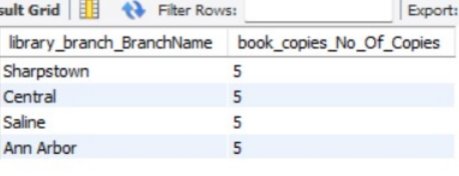 sult Grid Filter Rows: Export:
library_branch_BranchName book_copies_No_Of_Copies
Sharpstown 5
Central 5
Saline 5
Ann Arbor 5